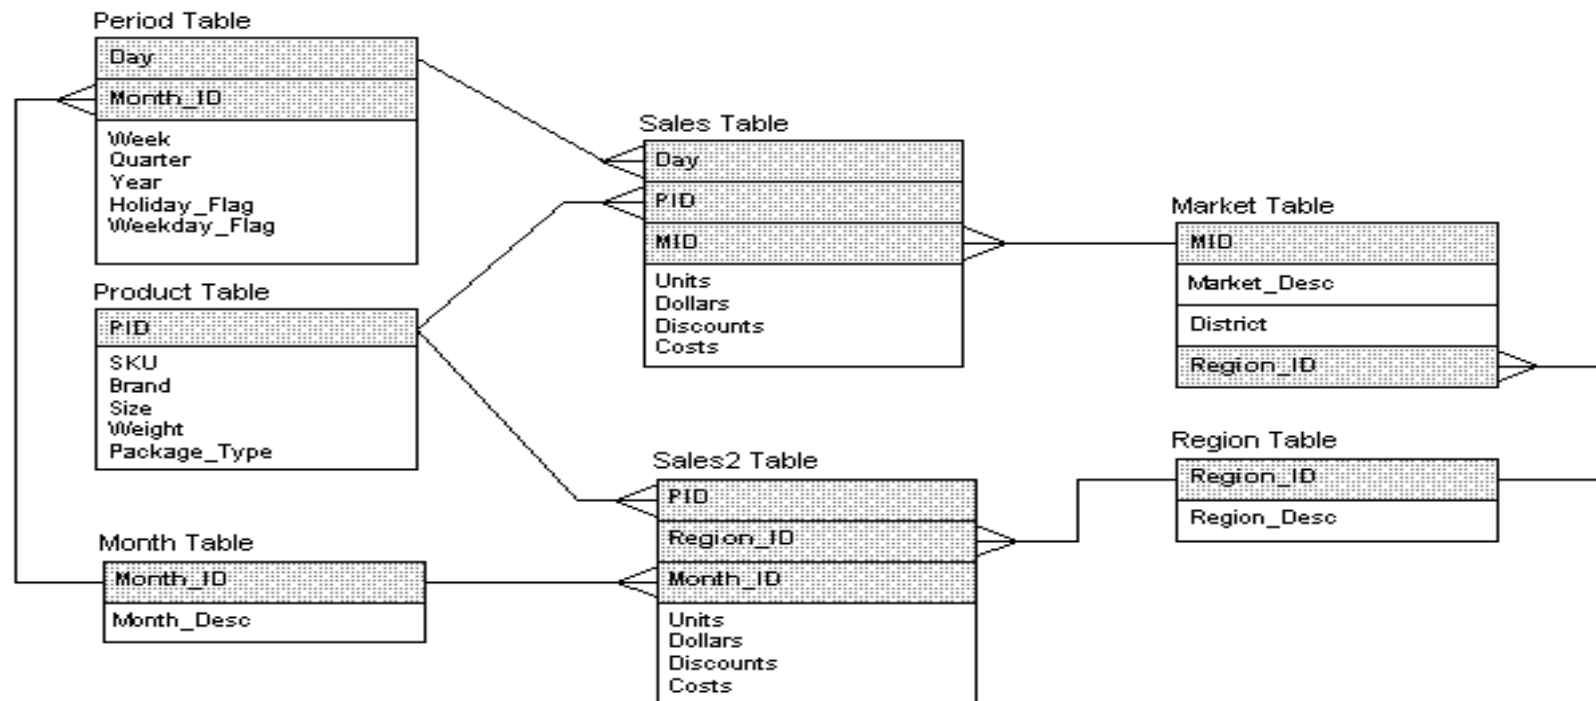 Period Table
Day
Month_ID
Week
Quarter
Year
Holiday_Flag
Weekday_Flag
Product Table
PID
SKU
Brand
Size
Weight
Package_Type
Month Table
Month_ID
Month_Desc
Sales Table
Day
PID
MID
Units
Dollars
Discounts
Costs
Sales2 Table
PID
Region_ID
Month_ID
Units
Dollars
Discounts
Costs
Market Table
MID
Market_Desc
District
Region_ID
Region Table
Region_ID
Region_Desc